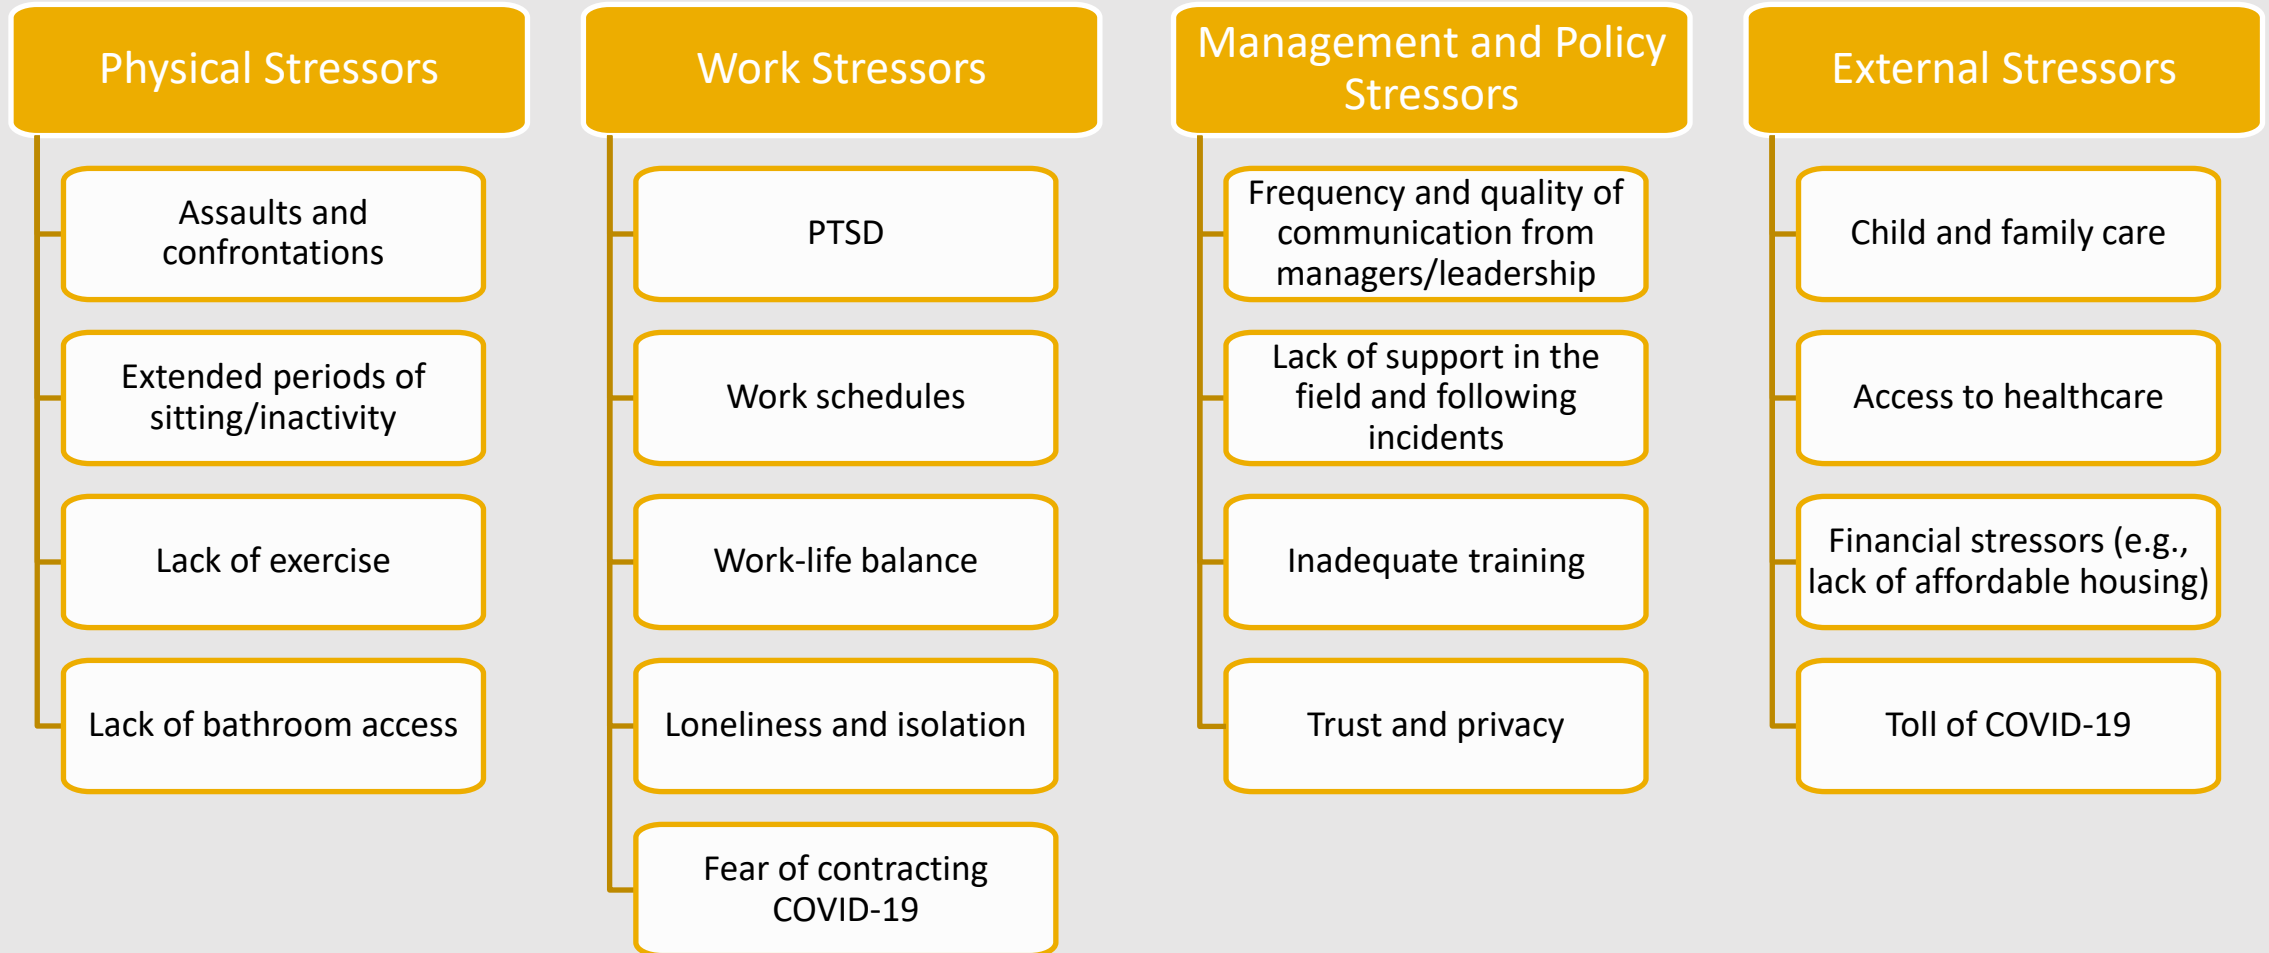 Physical Stressors
Assaults and
confrontations
Extended periods of
sitting/inactivity
Lack of exercise
Lack of bathroom access
Work Stressors
PTSD
Work schedules
Work-life balance
Loneliness and isolation
Fear of contracting
COVID-19
Management and Policy
Stressors
Frequency and quality of
communication from
managers/leadership
Lack of support in the
field and following
incidents
Inadequate training
Trust and privacy
External Stressors
Child and family care
Access to healthcare
Financial stressors (e.g.,
lack of affordable housing)
Toll of COVID-19